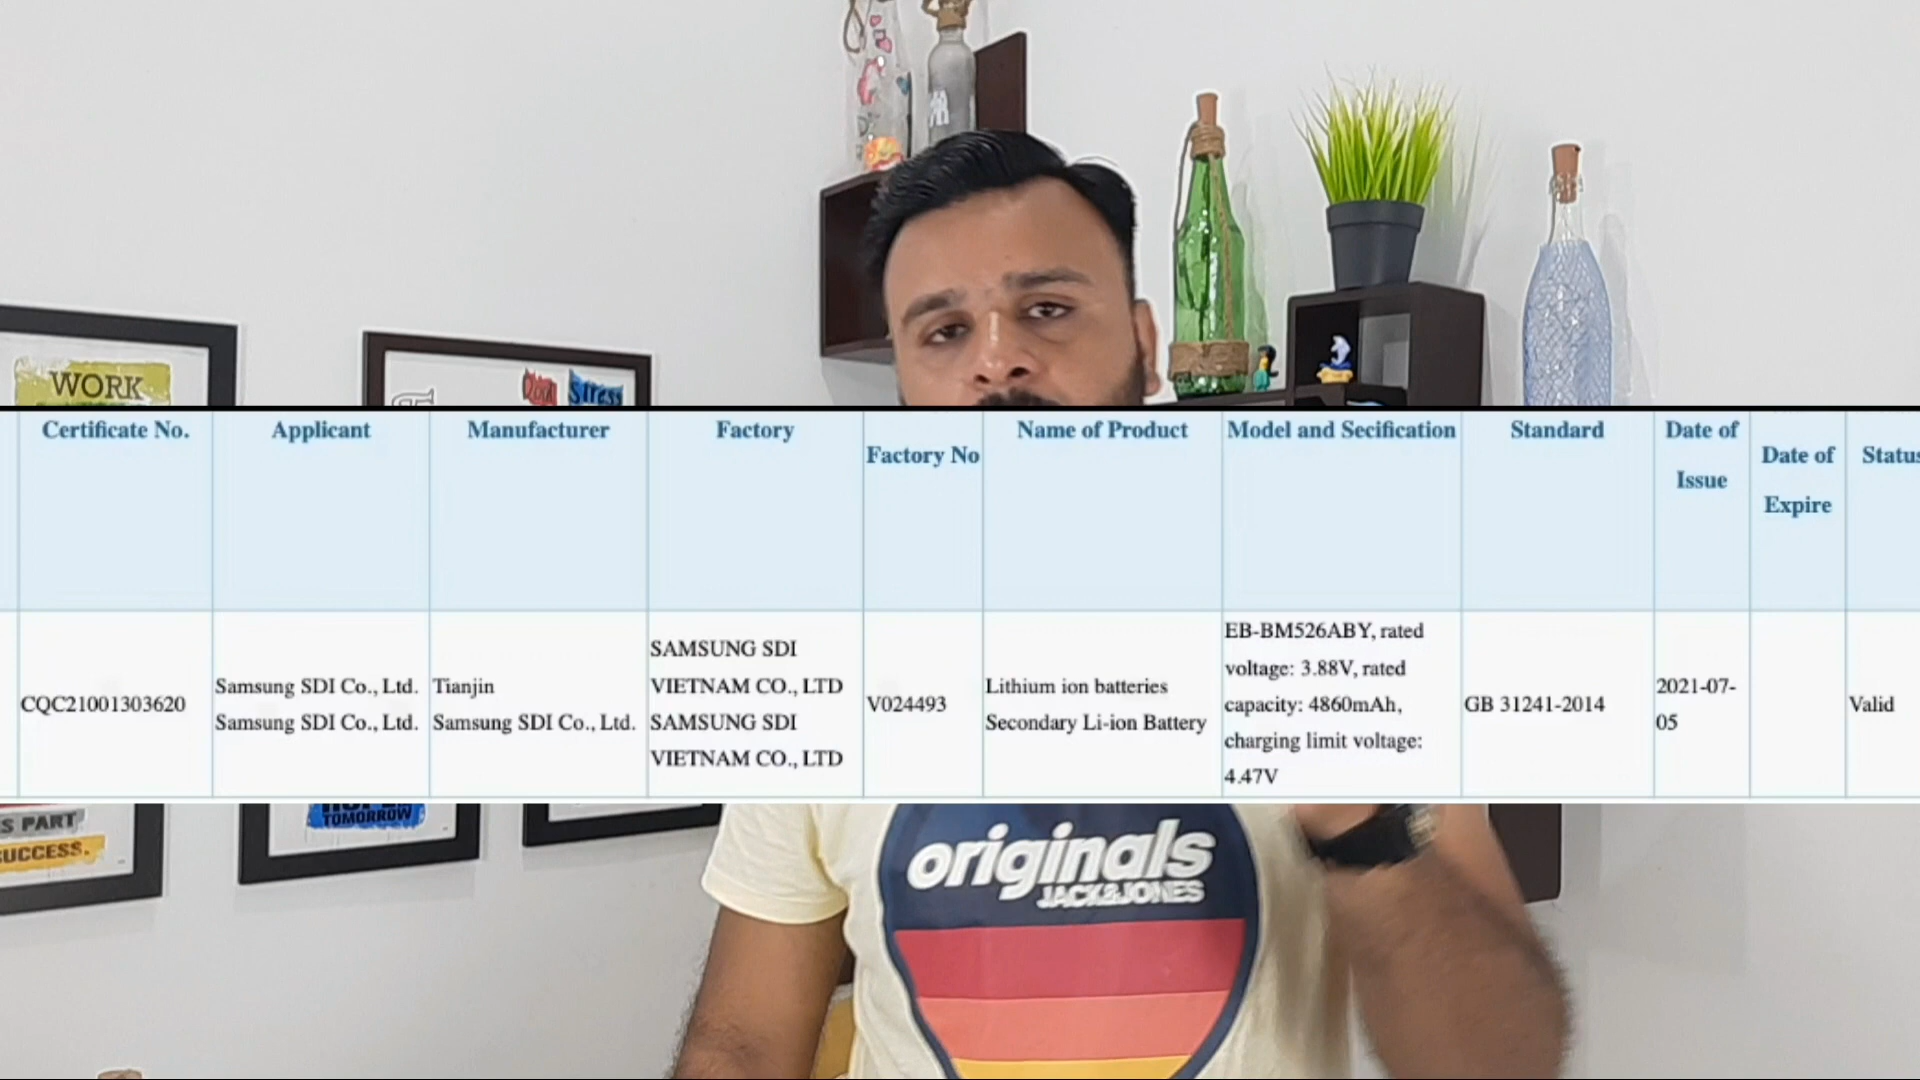 WORK
Don't
Stress
Certificate No.
Applicant
Manufacturer
Factory
Factory No
Name of Product
Model and Secification
Standard
Date of
Issue
Date of
Expire
Status
CQC21001303620
Samsung SDI Co., Ltd.
Samsung SDI Co., Ltd.
Tianjin
Samsung SDI Co., Ltd.
SAMSUNG SDI
VIETNAM CO., LTD
SAMSUNG SDI
VIETNAM CO., LTD
V024493
Lithium ion batteries
Secondary Li-ion Battery
EB-BM526ABY, rated
voltage: 3.88V, rated
capacity: 4860mAh,
charging limit voltage:
4.47V
GB 31241-2014
2021-07-
05
Valid
S PART
UCCESS.
TOMORROW
originals
JACK&JONES